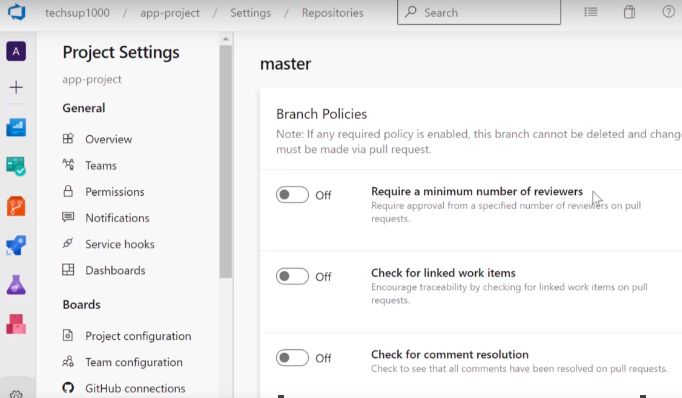 techsup1000 / app-project / Settings / Repositories
Search
A
Project Settings
app-project
General
Overview
Teams
Permissions
Notifications
Service hooks
Dashboards
Boards
Project configuration
Team configuration
GitHub connections
master
Branch Policies
Note: If any required policy is enabled, this branch cannot be deleted and change
must be made via pull request.
Off
Require a minimum number of reviewers
Require approval from a specified number of reviewers on pull
requests.
Off
Check for linked work items
Encourage traceability by checking for linked work items on pull
requests.
Off
Check for comment resolution
Check to see that all comments have been resolved on pull requests.